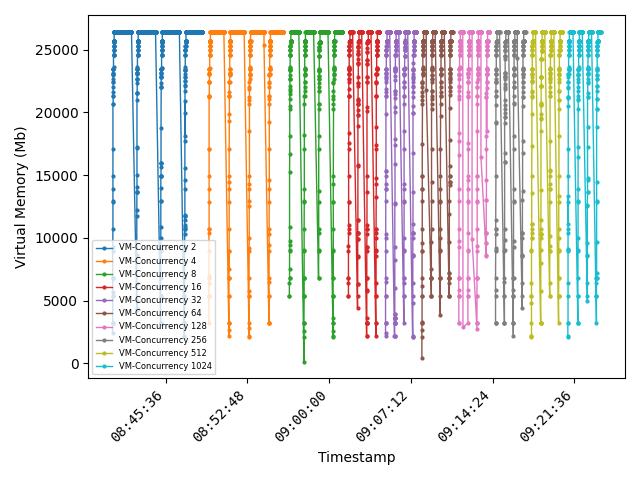 25000
20000
15000
10000
5000
0
Virtual Memory (Mb)
VM-Concurrency 2
VM-Concurrency 4
VM-Concurrency 8
VM-Concurrency 16
VM-Concurrency 32
VM-Concurrency 64
VM-Concurrency 128
VM-Concurrency 256
VM-Concurrency 512
VM-Concurrency 1024
08:45:36
08:52:48
09:00:00
09:07:12
09:14:24
09:21:36
Timestamp